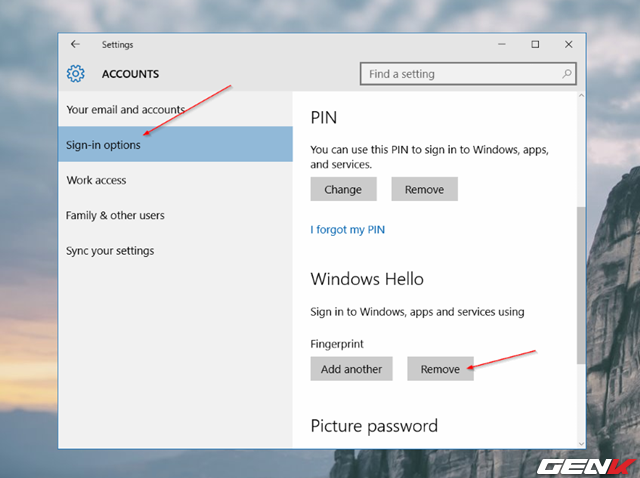 Settings
ACCOUNTS
Find a setting
Your email and accounts
Sign-in options
Work access
Family & other users
Sync your settings
PIN
You can use this PIN to sign in to Windows, apps,
and services.
Change Remove
I forgot my PIN
Windows Hello
Sign in to Windows, apps and services using
Fingerprint
Add another Remove
Picture password
GENK